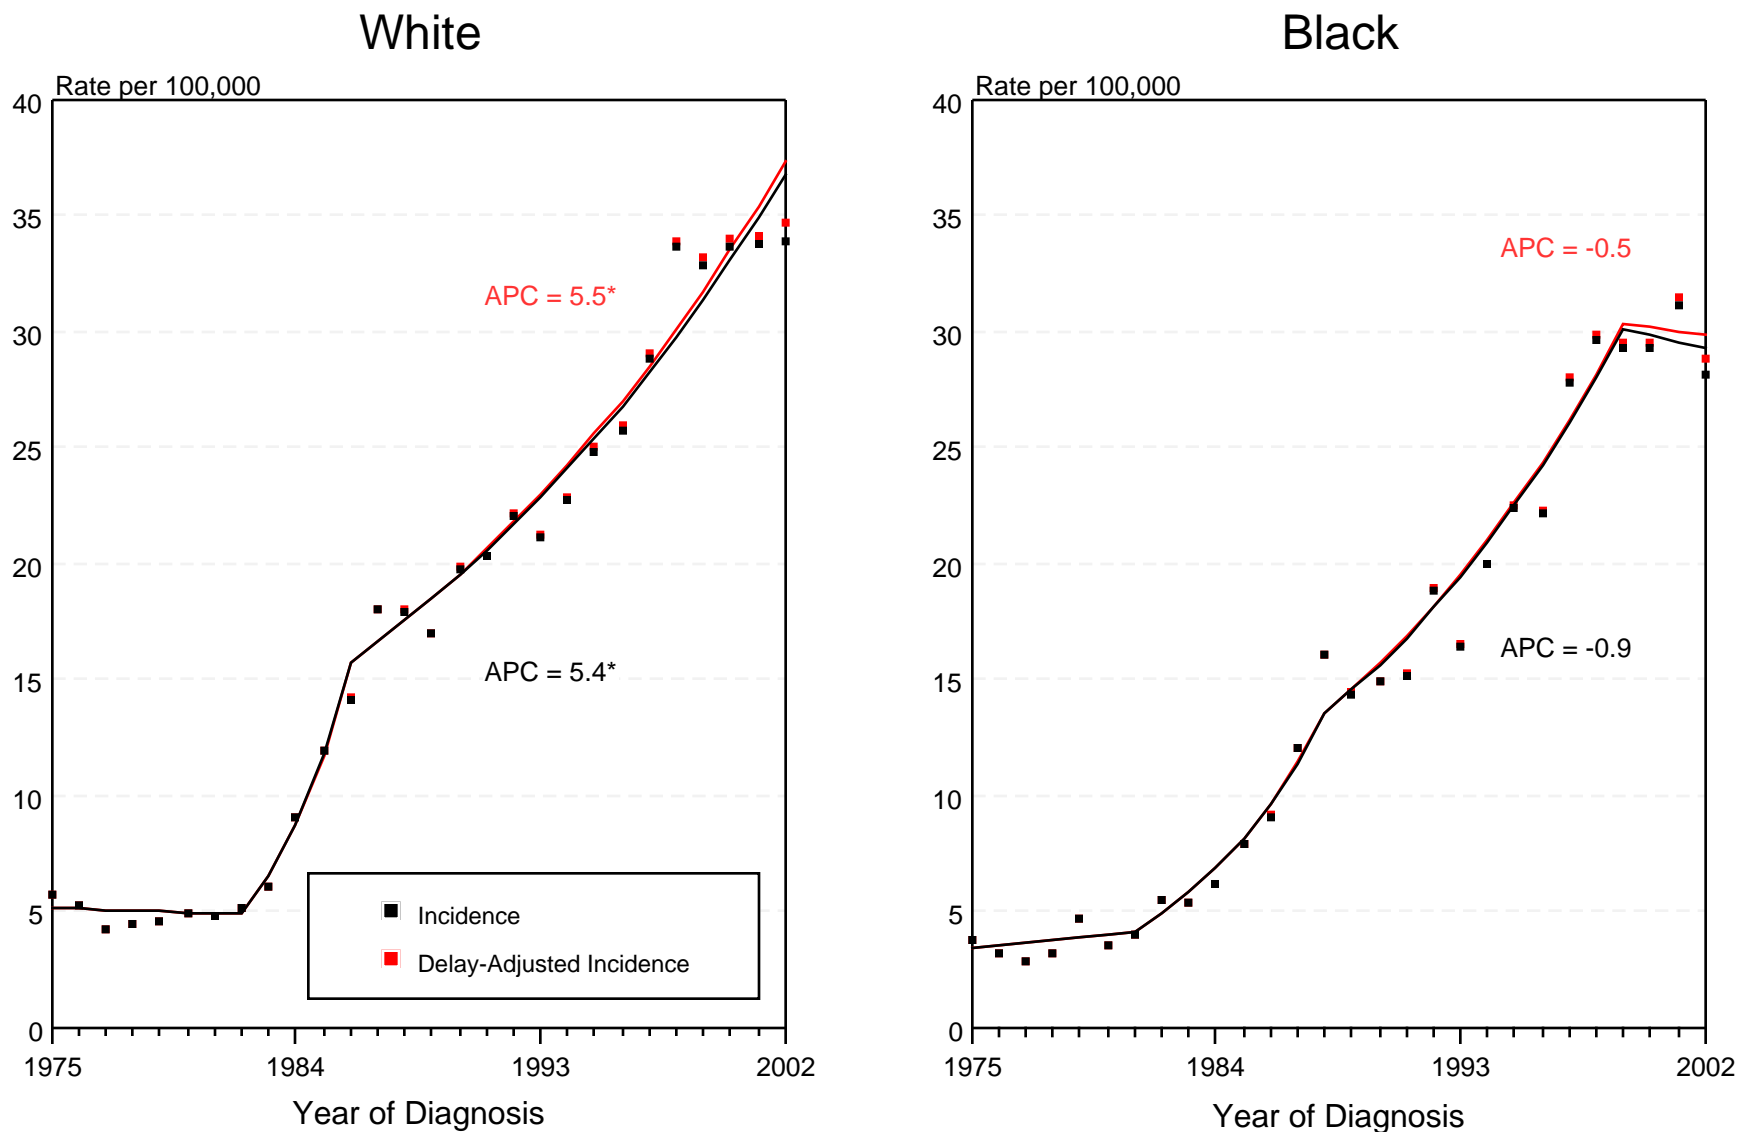 White
Rate per 100,000
40
35
30
25
20
15
10
5
0
APC = 5.5*
APC = 5.4*
Incidence
Delay-Adjusted Incidence
1975 1984 1993 2002
Year of Diagnosis
Black
Rate per 100,000
40
35
30
25
20
15
10
5
0
APC = -0.5
APC = -0.9
1975 1984 1993 2002
Year of Diagnosis